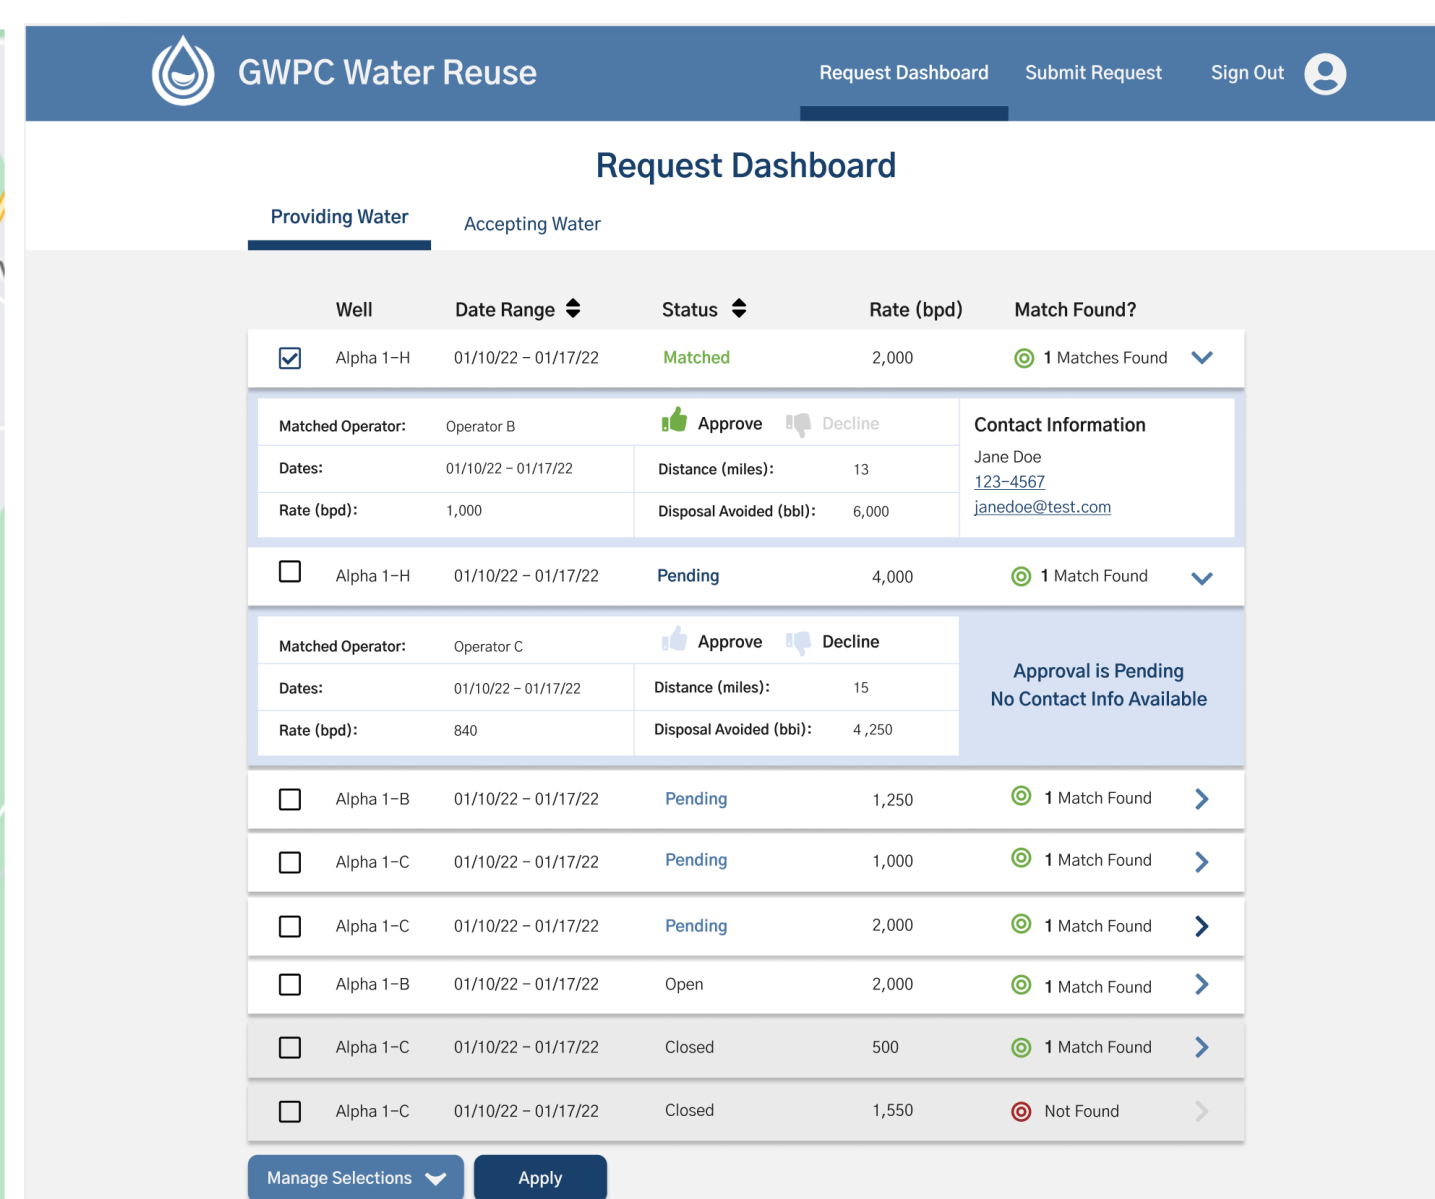 GWPC Water Reuse
Request Dashboard Submit Request Sign Out
Request Dashboard
Providing Water Accepting Water
Well Date Range Status Rate (bpd) Match Found?
Alpha 1-H 01/10/22 - 01/17/22 Matched 2,000 1 Matches Found
Matched Operator: Operator B Approve Decline Contact Information
Jane Doe
Dates: 01/10/22 - 01/17/22 Distance (miles): 13
123-4567
Rate (bpd): 1,000 Disposal Avoided (bbl): 6,000 janedoe@test.com
Alpha 1-H 01/10/22 - 01/17/22 Pending 4,000 1 Match Found
Matched Operator: Operator C Approve Decline
Approval is Pending
Dates: 01/10/22 - 01/17/22 Distance (miles): 15
No Contact Info Available
Rate (bpd): 840 Disposal Avoided (bbi): 4 ,250
Alpha 1-B 01/10/22 - 01/17/22 Pending 1,250 1 Match Found
Alpha 1-C 01/10/22 - 01/17/22 Pending 1,000 1 Match Found
Alpha 1-C 01/10/22 - 01/17/22 Pending 2,000 1 Match Found
Alpha 1-B 01/10/22 - 01/17/22 Open 2,000 1 Match Found
Alpha 1-C 01/10/22 - 01/17/22 Closed 500 1 Match Found
Alpha 1-C 01/10/22 - 01/17/22 Closed 1,550 Not Found
Manage Selections Apply